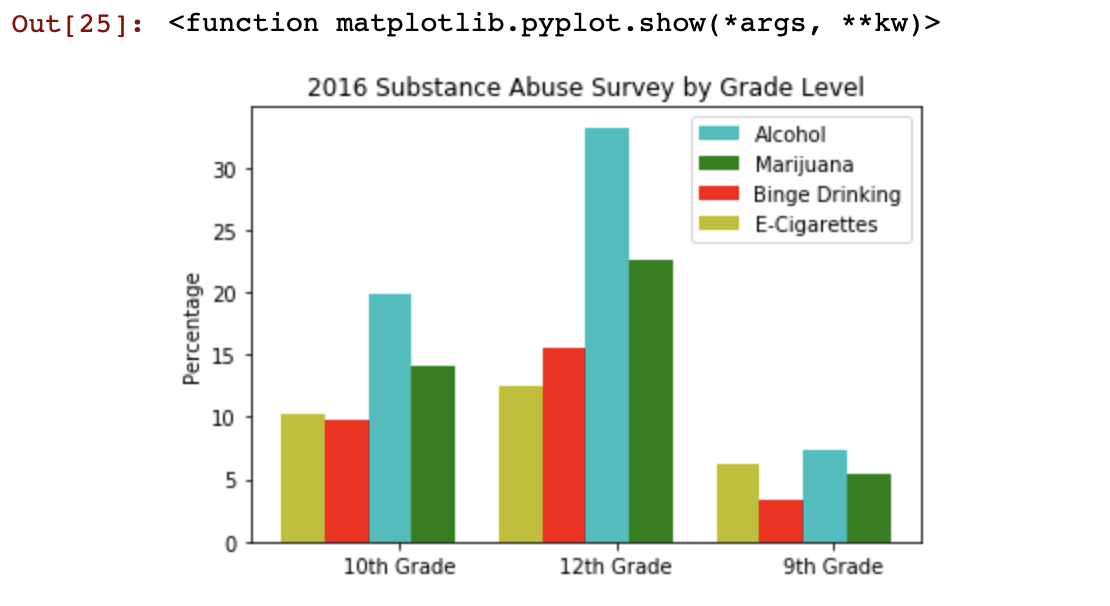 Out[25]: <function matplotlib.pyplot.show(*args, **kw)>
2016 Substance Abuse Survey by Grade Level
Alcohol
Marijuana
Binge Drinking
E-Cigarettes
Percentage
30
25
20
15
10
5
0
10th Grade 12th Grade 9th Grade